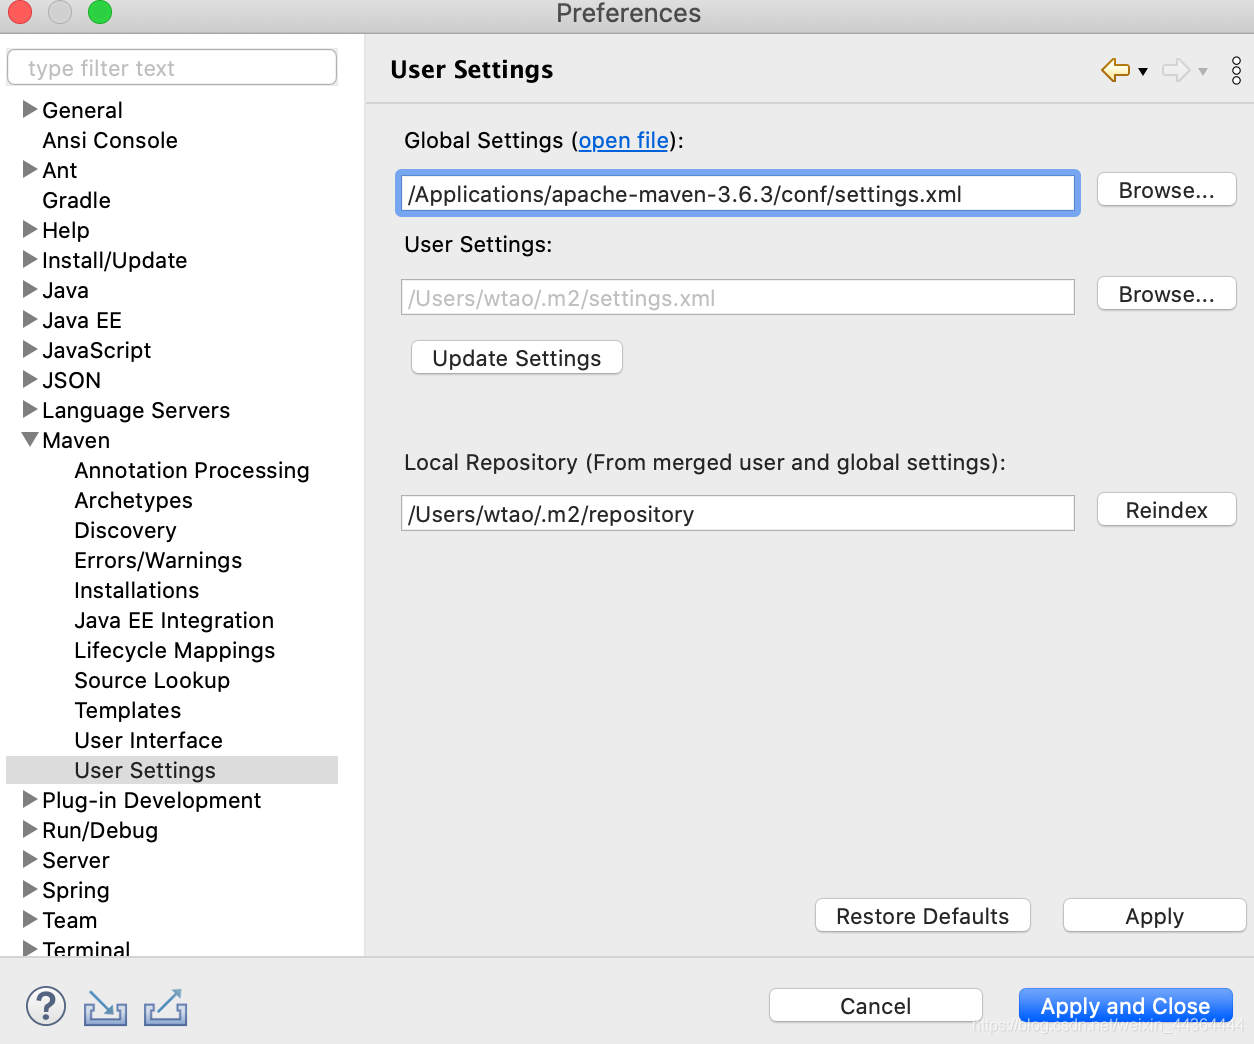 Preferences
type filter text
General
Ansi Console
Ant
Gradle
Help
Install/Update
Java
Java EE
JavaScript
JSON
Language Servers
Maven
Annotation Processing
Archetypes
Discovery
Errors/Warnings
Installations
Java EE Integration
Lifecycle Mappings
Source Lookup
Templates
User Interface
User Settings
Plug-in Development
Run/Debug
Server
Spring
Team
Terminal
User Settings
Global Settings (open file):
/Applications/apache-maven-3.6.3/conf/settings.xml
Browse...
User Settings:
/Users/wtao/.m2/settings.xml
Browse...
Update Settings
Local Repository (From merged user and global settings):
/Users/wtao/.m2/repository
Reindex
Restore Defaults
Apply
?
Cancel
Apply and Close
https://blog.csdn.net/weixin_44364444